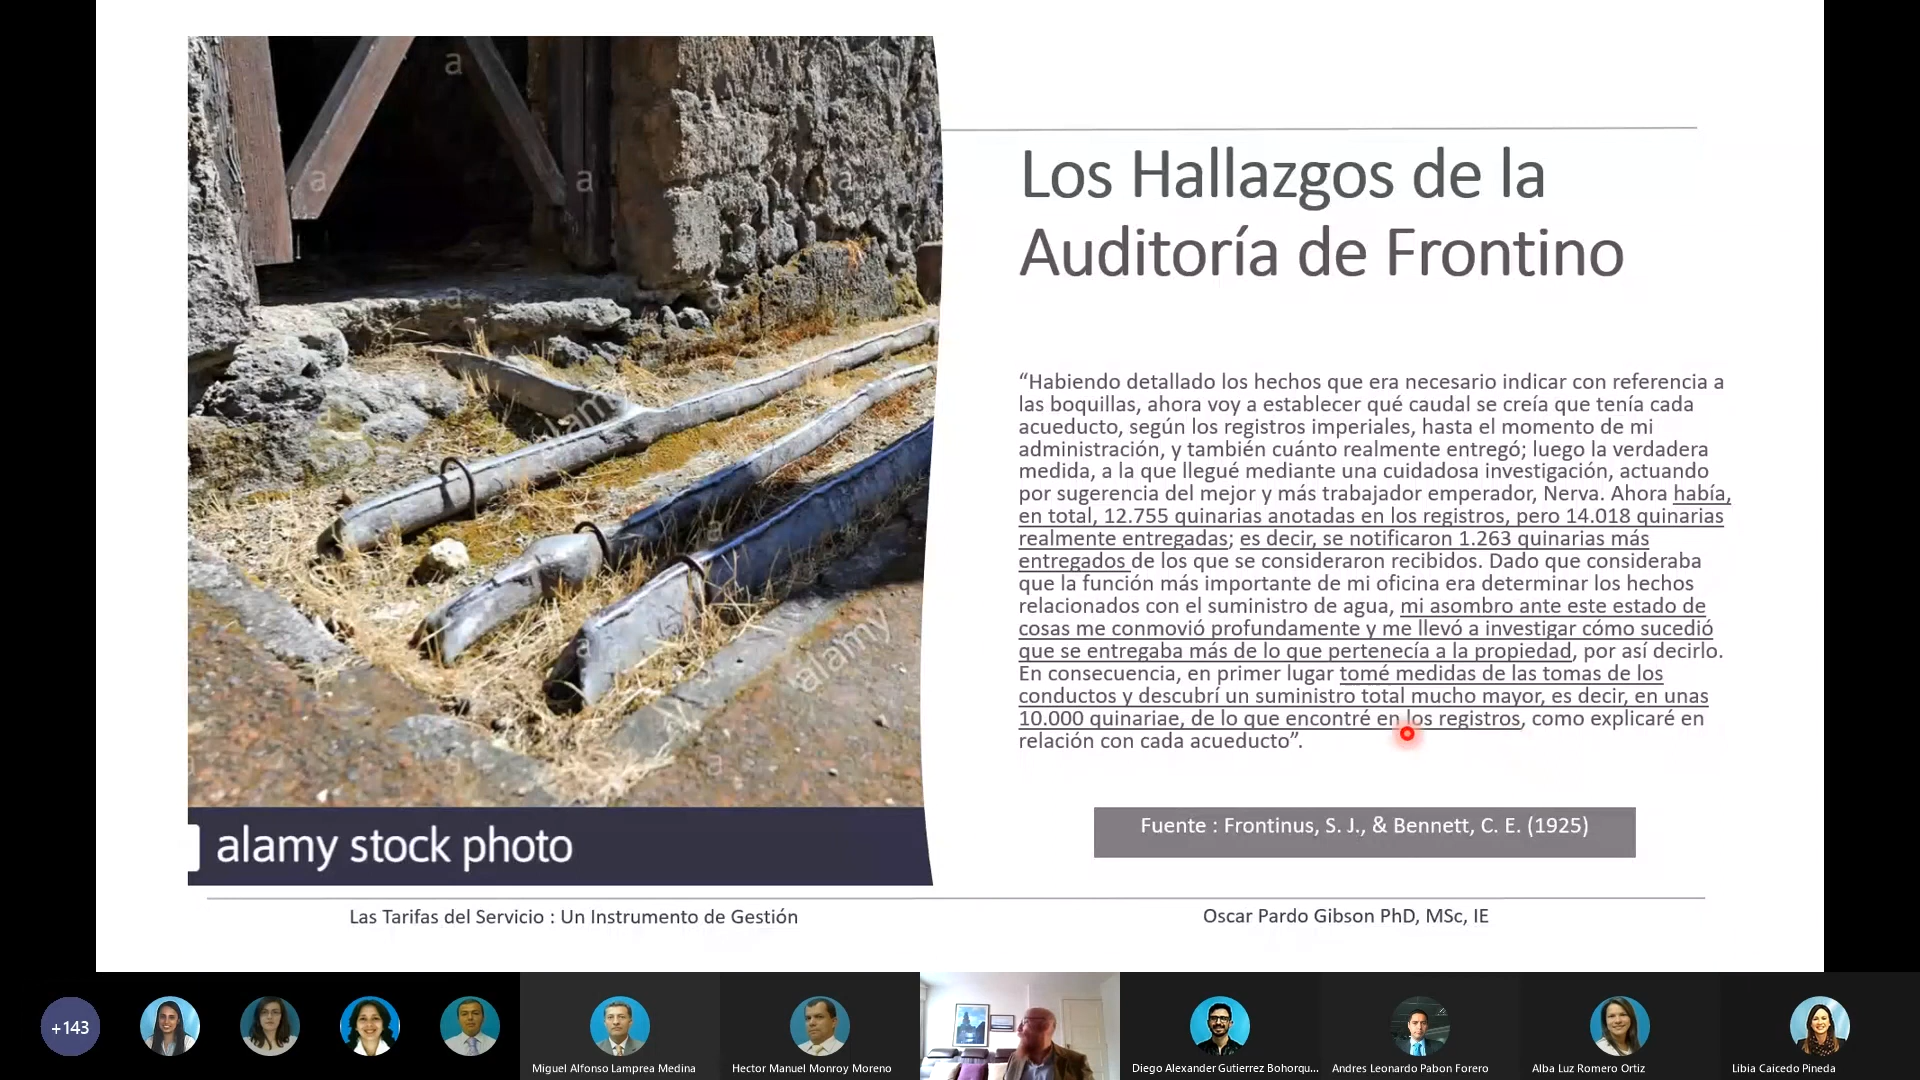 Los Hallazgos de la
Auditoría de Frontino
“Habiendo detallado los hechos que era necesario indicar con referencia a
las boquillas, ahora voy a establecer qué caudal se creía que tenía cada
acueducto, según los registros imperiales, hasta el momento de mi
administración, y también cuánto realmente entregó; luego la verdadera
medida, a la que llegué mediante una cuidadosa investigación, actuando
por sugerencia del mejor y más trabajador emperador, Nerva. Ahora había,
en total, 12.755 quinarias anotadas en los registros, pero 14.018 quinarias
realmente entregadas; es decir, se notificaron 1.263 quinarias más
entregados de los que se consideraron recibidos. Dado que consideraba
que la función más importante de mi oficina era determinar los hechos
relacionados con el suministro de agua, mi asombro ante este estado de
cosas me conmovió profundamente y me llevó a investigar cómo sucedió
que se entregaba más de lo que pertenecía a la propiedad, por así decirlo.
En consecuencia, en primer lugar tomé medidas de las tomas de los
conductos y descubrí un suministro total mucho mayor, es decir, en unas
10.000 quinariae, de lo que encontré en los registros, como explicaré en
relación con cada acueducto”.
Fuente : Frontinus, S. J., & Bennett, C. E. (1925)
a
a
a
a
a
a
alamy
a
a
alamy
a
a
alamy stock photo
Las Tarifas del Servicio : Un Instrumento de Gestión
Oscar Pardo Gibson PhD, MSc, IE
+143
Miguel Alfonso Lamprea Medina
Hector Manuel Monroy Moreno
Diego Alexander Gutierrez Bohorqu...
Andres Leonardo Pabon Forero
Alba Luz Romero Ortiz
Libia Caicedo Pineda